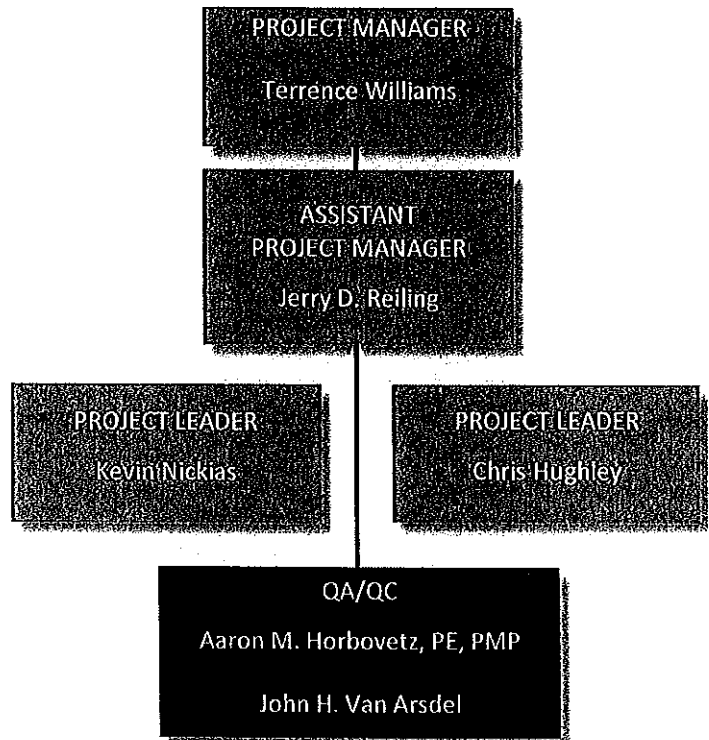 PROJECT MANAGER
Terrence Williams
ASSISTANT
PROJECT MANAGER
Jerry D. Reiling
PROJECT LEADER
Kevin Nickias
PROJECT LEADER
Chris Hughley
QA/QC
Aaron M. Horbovetz, PE, PMP
John H. Van Arsdel